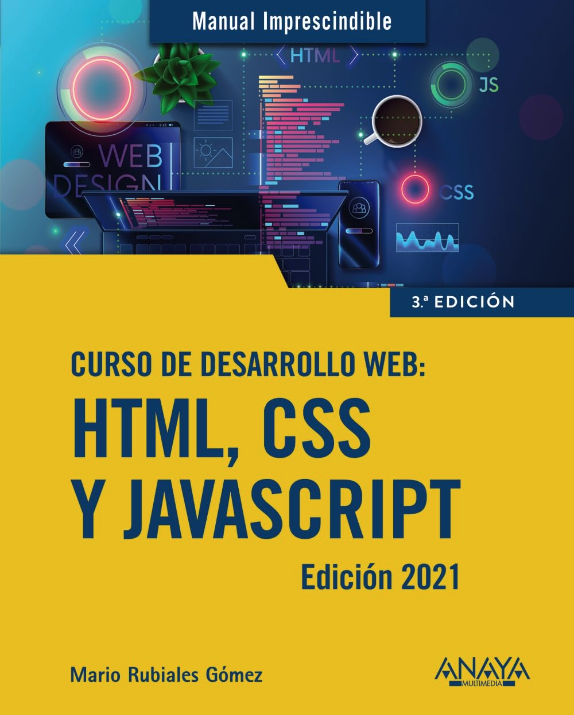 Manual Imprescindible
HTML
JS
WEB
DESIGN
CSS
3.ª EDICIÓN
CURSO DE DESARROLLO WEB:
HTML, CSS
Y JAVASCRIPT
Edición 2021
Mario Rubiales Gómez
ANAYA
MULTIMEDIA